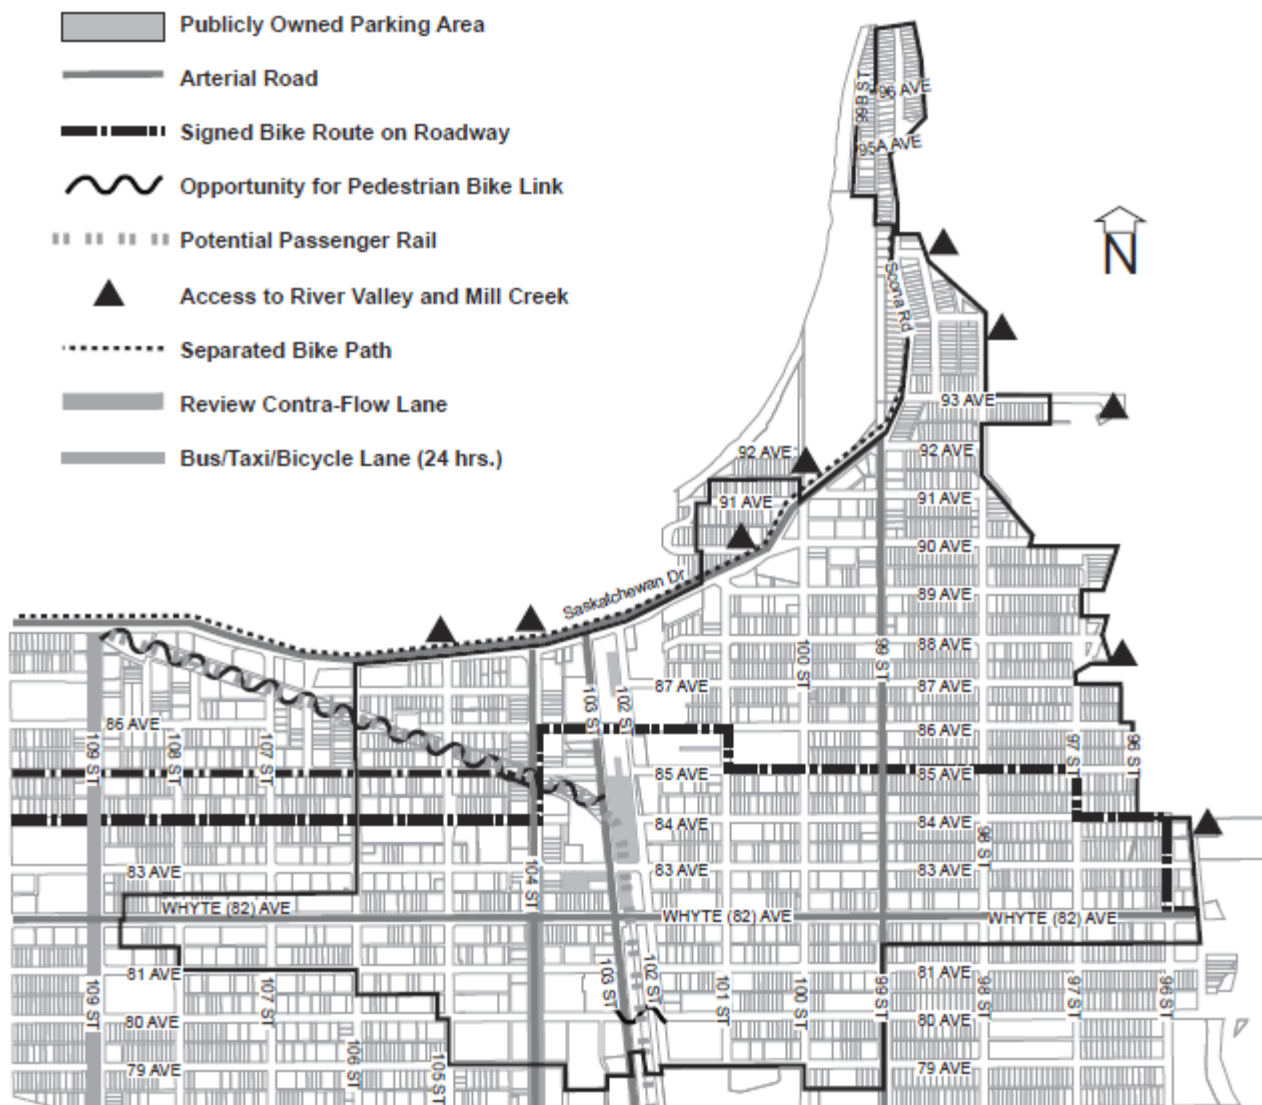 Publicly Owned Parking Area
Arterial Road
Signed Bike Route on Roadway
Opportunity for Pedestrian Bike Link
Potential Passenger Rail
Access to River Valley and Mill Creek
Separated Bike Path
Review Contra-Flow Lane
Bus/Taxi/Bicycle Lane (24 hrs.)
99B ST
96 AVE
95A AVE
N
Scona Rd
93 AVE
92 AVE
92 AVE
91 AVE
91 AVE
90 AVE
Saskatchewan Dr
89 AVE
88 AVE
100 ST
99 ST
87 AVE
87 AVE
103 ST
102 ST
86 AVE
86 AVE
109 ST
108 ST
107 ST
97 ST
96 ST
85 AVE
85 AVE
84 AVE
84 AVE
98 ST
83 AVE
104 ST
83 AVE
83 AVE
WHYTE (82) AVE
WHYTE (82) AVE
WHYTE (82) AVE
81 AVE
81 AVE
109 ST
107 ST
103 ST
102 ST
101 ST
100 ST
99 ST
98 ST
97 ST
96 ST
80 AVE
80 AVE
106 ST
105 ST
79 AVE
79 AVE